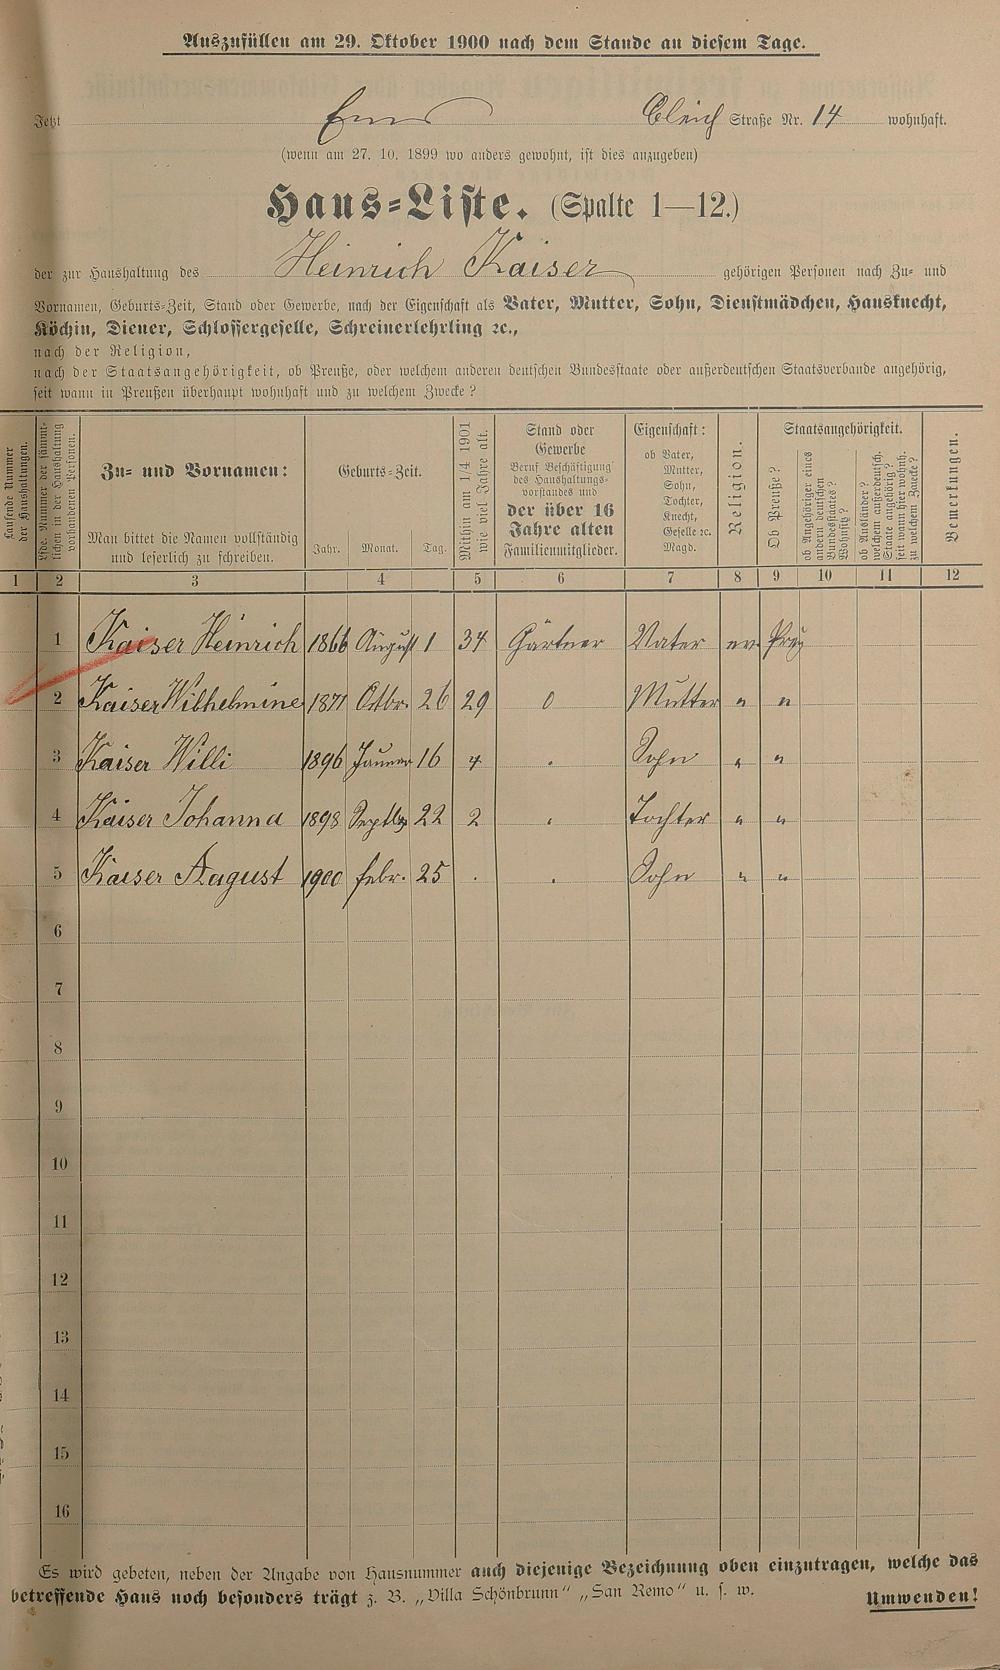 Auszufüllen am 29. Oktober 1900 nach dem Stande an diesem Tage.
Jetzt Ems Bleich Straße Nr. 14 wohnhaft.
(wenn am 27. 10. 1899 wo anders gewohnt, ist dies anzugeben)
Haus-Liste. (Spalte 1—12.)
der zur Haushaltung des Heinrich Kaiser gehörigen Personen nach Zu- und
Vornamen, Geburts-Zeit, Stand oder Gewerbe, nach der Eigenschaft als Vater, Mutter, Sohn, Dienstmädchen, Hausknecht,
Köchin, Diener, Schlossergeselle, Schreinerlehrling ꝛc.,
nach der Religion,
nach der Staatsangehörigkeit, ob Preuße, oder welchem anderen deutschen Bundesstaate oder außerdeutschen Staatsverbande angehörig,
seit wann in Preußen überhaupt wohnhaft und zu welchem Zwecke?
Laufende Nummer
der Haushaltungen.
lfde. Nummer der sämmt-
lichen in der Haushaltung
vorhandenen Personen.
Zu- und Vornamen:
Man bittet die Namen vollständig
und leserlich zu schreiben.
Geburts-Zeit.
Jahr. Monat. Tag.
Mithin am 1/4 1901
wie viel Jahre alt.
Stand oder
Gewerbe
Beruf Beschäftigung
des Haushaltungs-
vorstandes und
der über 16
Jahre alten
Familienmitglieder.
Eigenschaft:
ob Vater,
Mutter,
Sohn,
Tochter,
Knecht,
Geselle ꝛc.
Magd.
Religion.
Staatsangehörigkeit.
Ob Preuße?
ob Angehöriger eines
andern deutschen
Bundesstaates?
Wohnsitz?
ob Ausländer?
welchem außerdeutsch.
Staate angehörig?
seit wann hier wohnh.
zu welchem Zwecke?
Bemerkungen.
1 2 3 4 5 6 7 8 9 10 11 12
1 Kaiser Heinrich 1866 August 1 34 Gärtner Vater ev. Preuß
2 Kaiser Wilhelmine 1871 Octbr. 26 29 0 Mutter " "
3 Kaiser Willi 1896 Januar 16 4 . Sohn " "
4 Kaiser Johanna 1898 Septbr 22 2 . Tochter " "
5 Kaiser August 1900 febr. 25 . . Sohn " "
6
7
8
9
10
11
12
13
14
15
16
Es wird gebeten, neben der Angabe von Hausnummer auch diejenige Bezeichnung oben einzutragen, welche das
betreffende Haus noch besonders trägt z. B. „Villa Schönbrunn" „San Remo" u. s. w.
Umwenden!